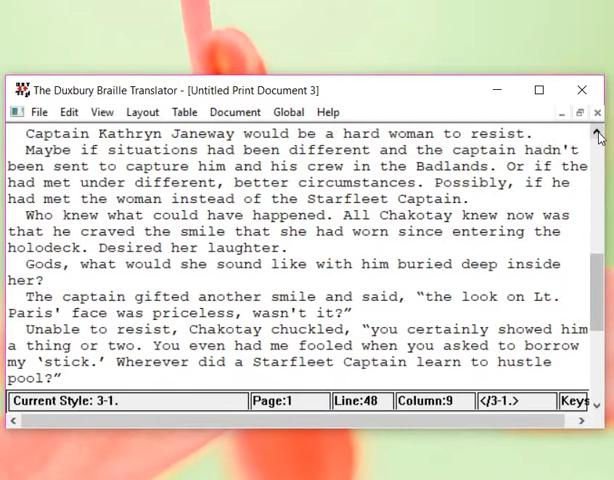 The Duxbury Braille Translator - [Untitled Print Document 3]
File Edit View Layout Table Document Global Help
Captain Kathryn Janeway would be a hard woman to resist.
Maybe if situations had been different and the captain hadn't
been sent to capture him and his crew in the Badlands. Or if the
had met under different, better circumstances. Possibly, if he
had met the woman instead of the Starfleet Captain.
Who knew what could have happened. All Chakotay knew now was
that he craved the smile that she had worn since entering the
holodeck. Desired her laughter.
Gods, what would she sound like with him buried deep inside
her?
The captain gifted another smile and said, “the look on Lt.
Paris' face was priceless, wasn't it?”
Unable to resist, Chakotay chuckled, “you certainly showed him
a thing or two. You even had me fooled when you asked to borrow
my ‘stick.’ Wherever did a Starfleet Captain learn to hustle
pool?”
Current Style: 3-1. Page:1 Line:48 Column:9 </3-1.> Keys